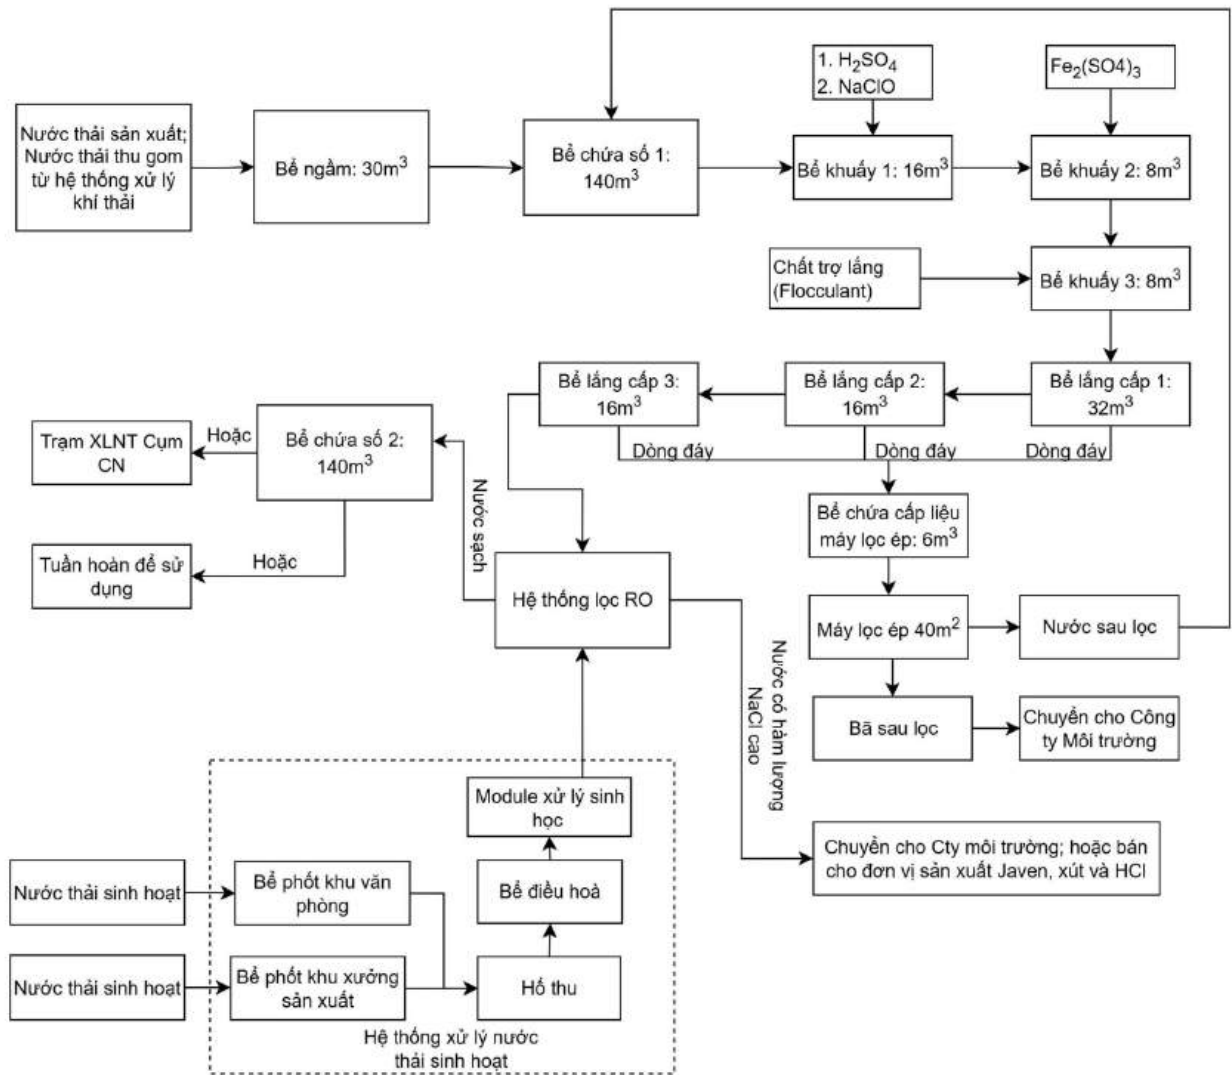 1. H₂SO₄
2. NaClO
Fe₂(SO4)₃
Nước thải sản xuất;
Nước thải thu gom
từ hệ thống xử lý
khí thải
Bể ngầm: 30m³
Bể chứa số 1:
140m³
Bể khuấy 1: 16m³
Bể khuấy 2: 8m³
Chất trợ lắng
(Flocculant)
Bể khuấy 3: 8m³
Bể lắng cấp 3:
16m³
Bể lắng cấp 2:
16m³
Bể lắng cấp 1:
32m³
Dòng đáy
Dòng đáy
Dòng đáy
Trạm XLNT Cụm
CN
Hoặc
Bể chứa số 2:
140m³
Nước sạch
Bể chứa cấp liệu
máy lọc ép: 6m³
Tuần hoàn để sử
dụng
Hoặc
Hệ thống lọc RO
Máy lọc ép 40m²
Nước sau lọc
Nước có hàm lượng
NaCl cao
Bã sau lọc
Chuyển cho Công
ty Môi trường
Module xử lý sinh
học
Chuyển cho Cty môi trường; hoặc bán
cho đơn vị sản xuất Javen, xút và HCl
Nước thải sinh hoạt
Bể phốt khu văn
phòng
Bể điều hoà
Nước thải sinh hoạt
Bể phốt khu xưởng
sản xuất
Hố thu
Hệ thống xử lý nước
thải sinh hoạt